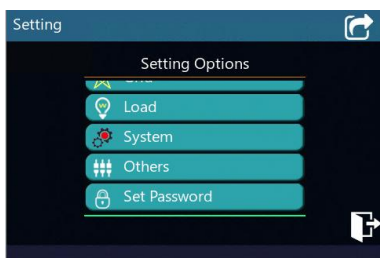 Setting
Setting Options
Load
System
Others
Set Password